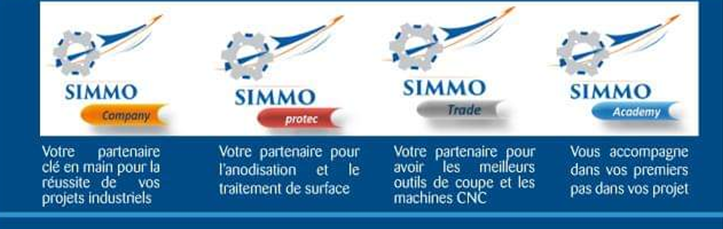 SIMMO
Company
Votre partenaire
clé en main pour la
réussite de vos
projets industriels
SIMMO
protec
Votre partenaire pour
l'anodisation et le
traitement de surface
SIMMO
Trade
Votre partenaire pour
avoir les meilleurs
outils de coupe et les
machines CNC
SIMMO
Academy
Vous accompagne
dans vos premiers
pas dans vos projet